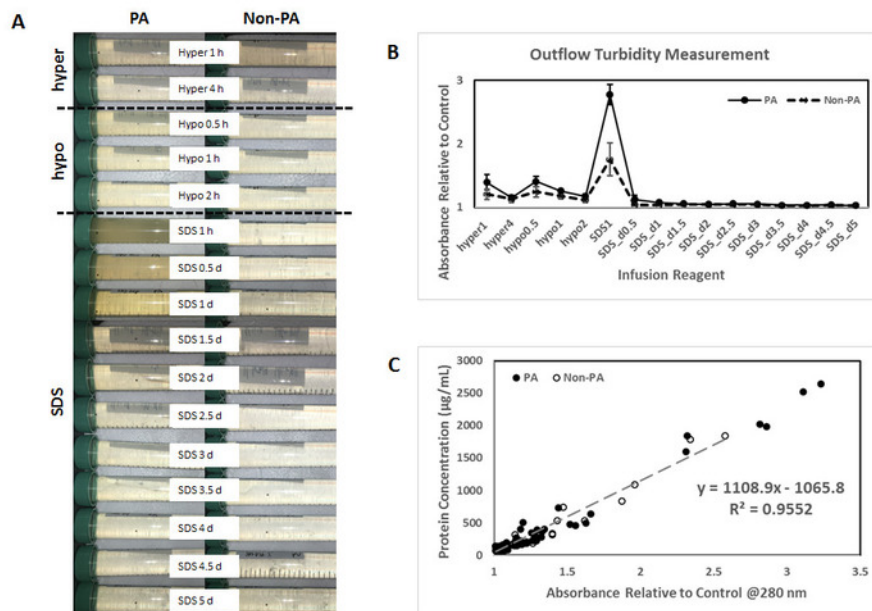 A
PA Non-PA
hyper
hypo
SDS
Hyper 1 h
Hyper 4 h
Hypo 0.5 h
Hypo 1 h
Hypo 2 h
SDS 1 h
SDS 0.5 d
SDS 1 d
SDS 1.5 d
SDS 2 d
SDS 2.5 d
SDS 3 d
SDS 3.5 d
SDS 4 d
SDS 4.5 d
SDS 5 d
B
Outflow Turbidity Measurement
Absorbance Relative to Control
3
2
1
PA Non-PA
hyper1
hyper4
hypo0.5
hypo1
hypo2
SDS1
SDS_d0.5
SDS_d1
SDS_d1.5
SDS_d2
SDS_d2.5
SDS_d3
SDS_d3.5
SDS_d4
SDS_d4.5
SDS_d5
Infusion Reagent
C
Protein Concentration (µg/mL)
3000
2500
2000
1500
1000
500
0
PA Non-PA
y = 1108.9x - 1065.8
R² = 0.9552
1 1.5 2 2.5 3 3.5
Absorbance Relative to Control @280 nm